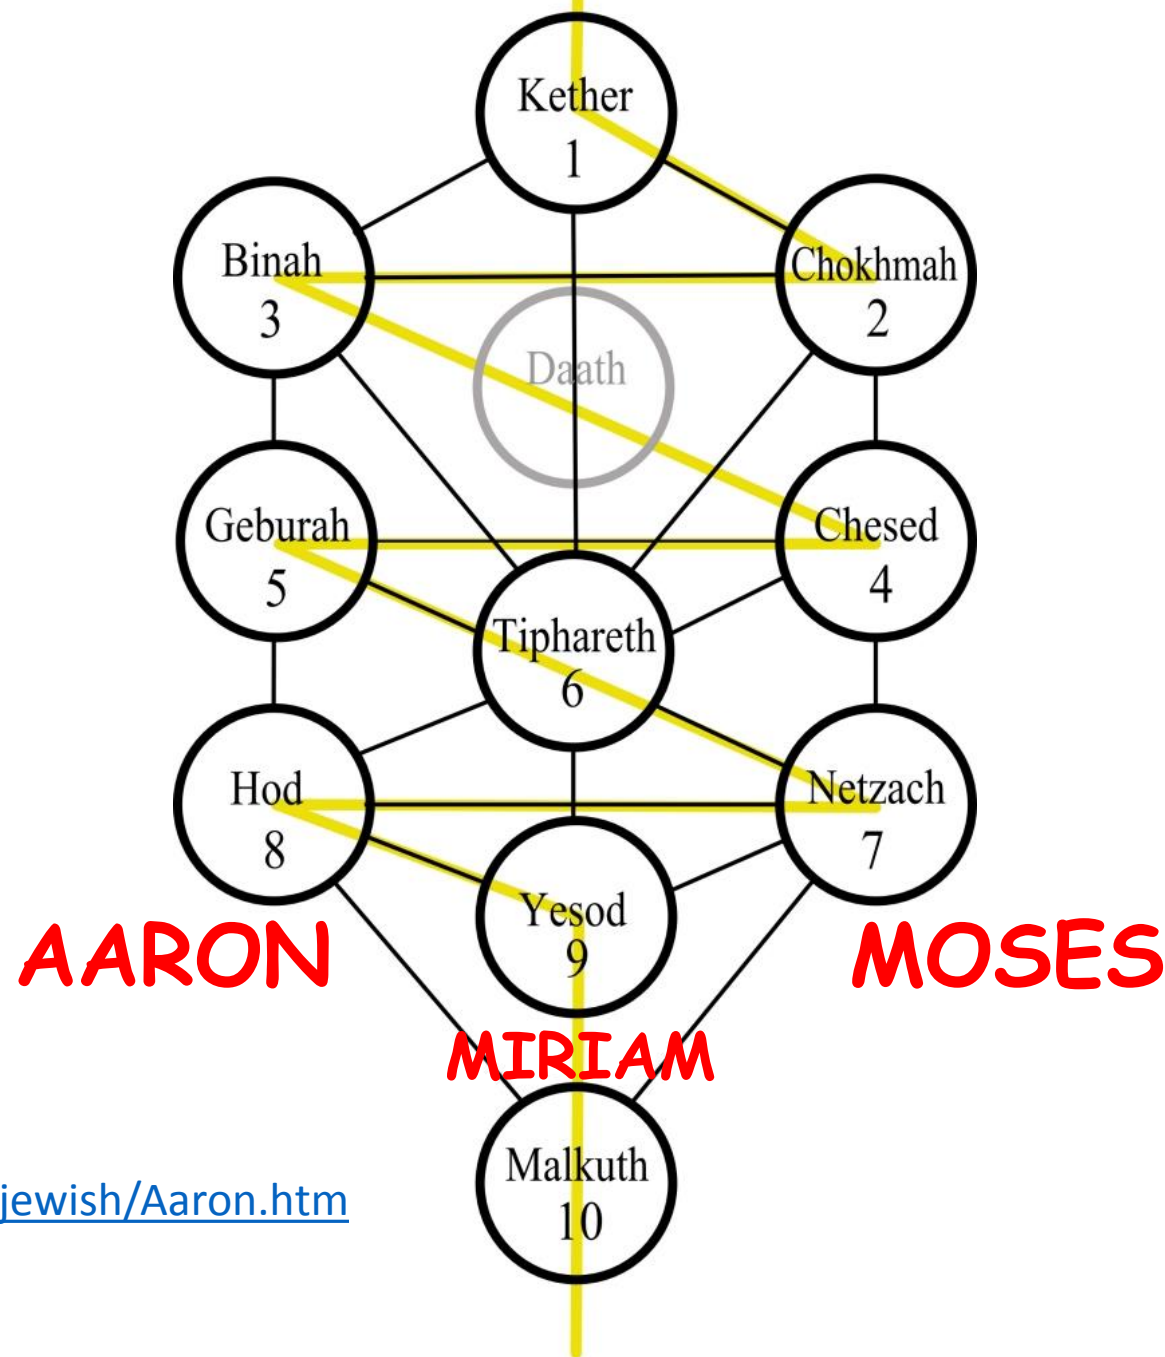 Kether
1
Binah
3
Chokhmah
2
Daath
Geburah
5
Chesed
4
Tiphareth
6
Hod
8
Netzach
7
Yesod
9
AARON
MOSES
MIRIAM
Malkuth
10
jewish/Aaron.htm